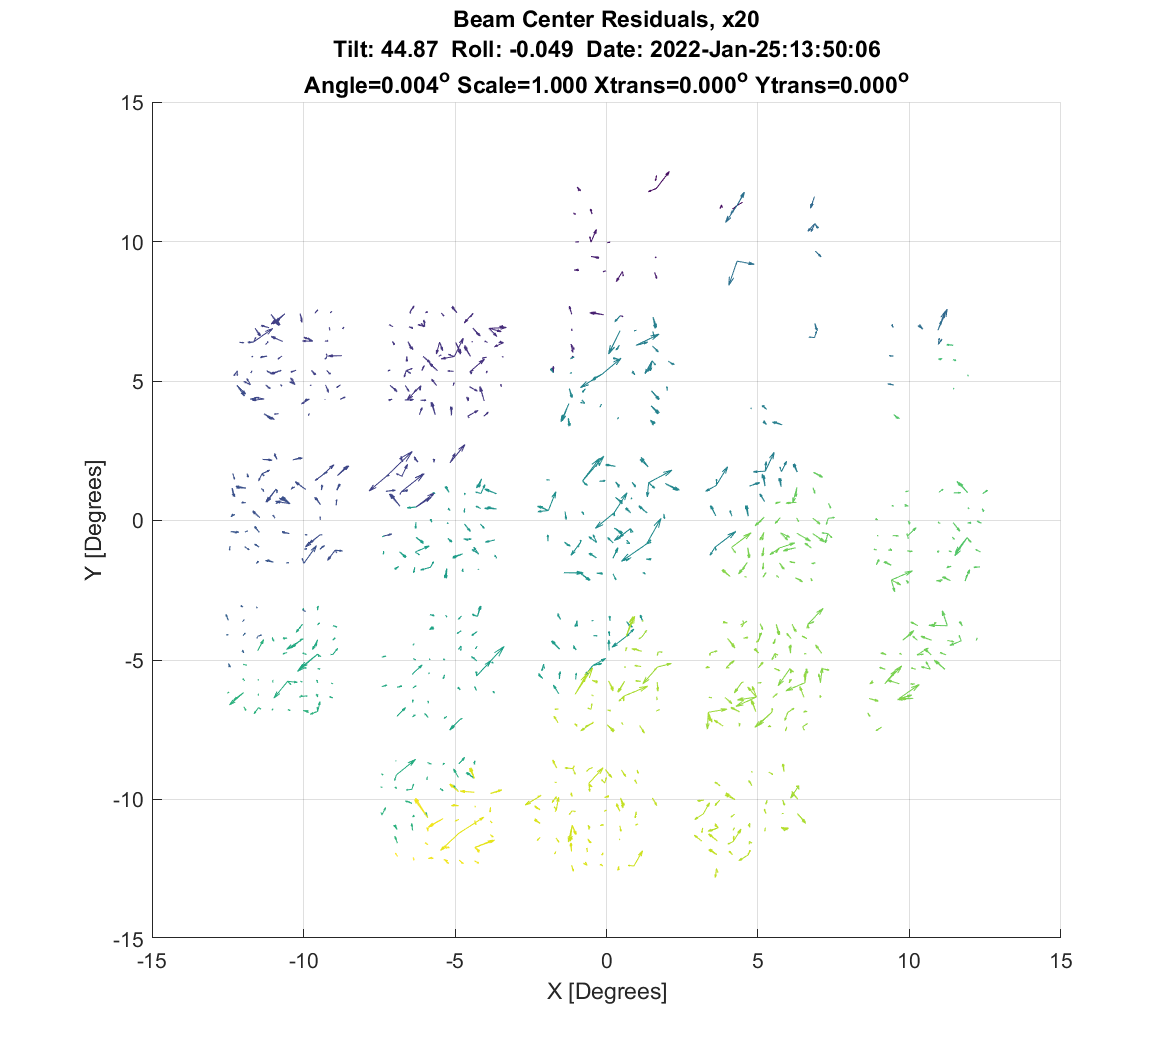 Beam Center Residuals, x20
Tilt: 44.87 Roll: -0.049 Date: 2022-Jan-25:13:50:06
Angle=0.004° Scale=1.000 Xtrans=0.000° Ytrans=0.000°
15
10
5
0
-5
-10
-15
Y [Degrees]
-15 -10 -5 0 5 10 15
X [Degrees]